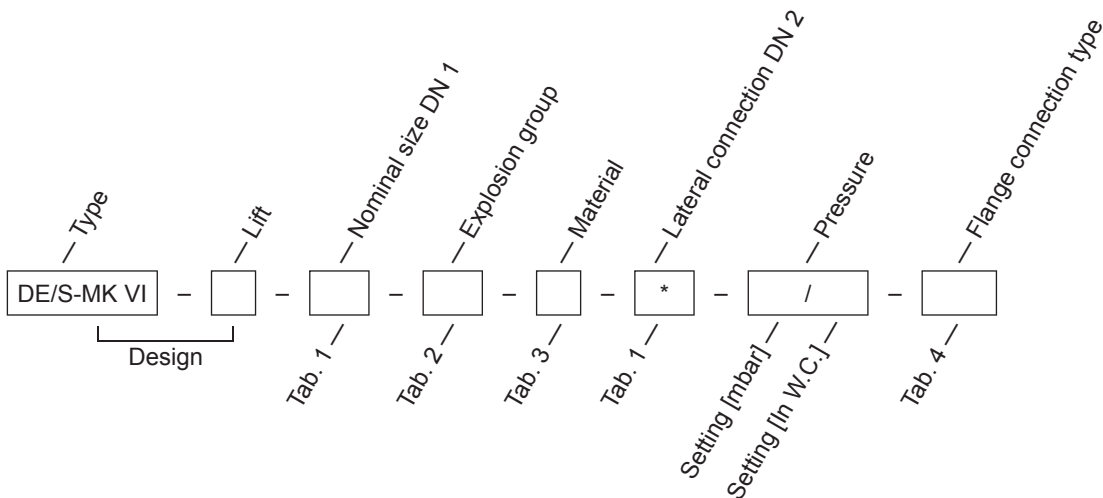 Type
Lift
Nominal size DN 1
Explosion group
Material
Lateral connection DN 2
Pressure
Flange connection type
DE/S-MK VI – – – – – * – / –
Design
Tab. 1
Tab. 2
Tab. 3
Tab. 1
Setting [mbar]
Setting [In W.C.]
Tab. 4